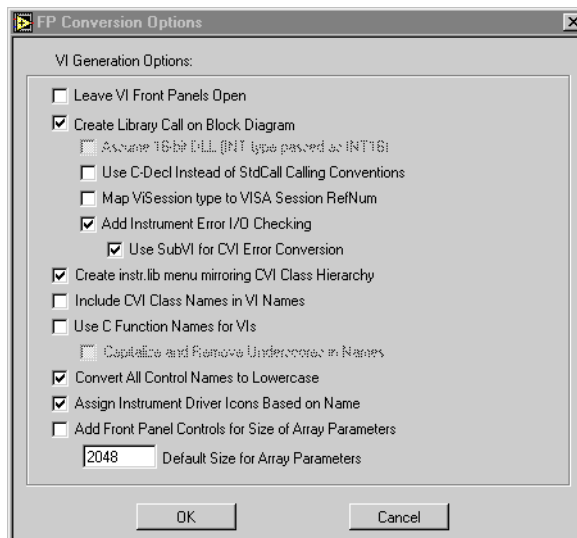 FP Conversion Options
VI Generation Options:
Leave VI Front Panels Open
Create Library Call on Block Diagram
Assume 16-bit DLL (INT type passed as INT16)
Use C-Decl Instead of StdCall Calling Conventions
Map ViSession type to VISA Session RefNum
Add Instrument Error I/O Checking
Use SubVI for CVI Error Conversion
Create instr.lib menu mirroring CVI Class Hierarchy
Include CVI Class Names in VI Names
Use C Function Names for VIs
Capitalize and Remove Underscores in Names
Convert All Control Names to Lowercase
Assign Instrument Driver Icons Based on Name
Add Front Panel Controls for Size of Array Parameters
2048 Default Size for Array Parameters
OK Cancel